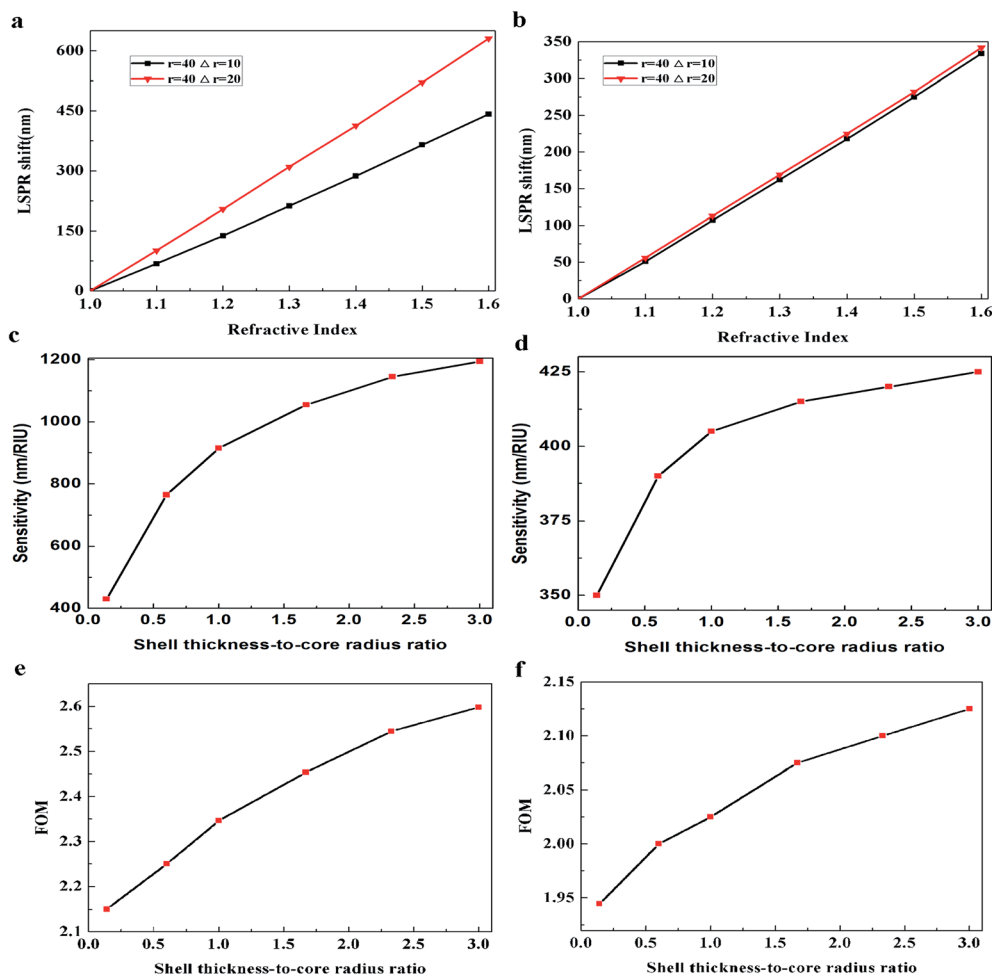 a
600
450
300
150
0
LSPR shift(nm)
r=40 △ r=10
r=40 △ r=20
1.0 1.1 1.2 1.3 1.4 1.5 1.6
Refractive Index
b
350
300
250
200
150
100
50
0
LSPR shift(nm)
r=40 △ r=10
r=40 △ r=20
1.0 1.1 1.2 1.3 1.4 1.5 1.6
Refractive Index
c
1200
1000
800
600
400
Sensitivity (nm/RIU)
0.0 0.5 1.0 1.5 2.0 2.5 3.0
Shell thickness-to-core radius ratio
d
425
400
375
350
Sensitivity (nm/RIU)
0.0 0.5 1.0 1.5 2.0 2.5 3.0
Shell thickness-to-core radius ratio
e
2.6
2.5
2.4
2.3
2.2
2.1
FOM
0.0 0.5 1.0 1.5 2.0 2.5 3.0
Shell thickness-to-core radius ratio
f
2.15
2.10
2.05
2.00
1.95
FOM
0.0 0.5 1.0 1.5 2.0 2.5 3.0
Shell thickness-to-core radius ratio